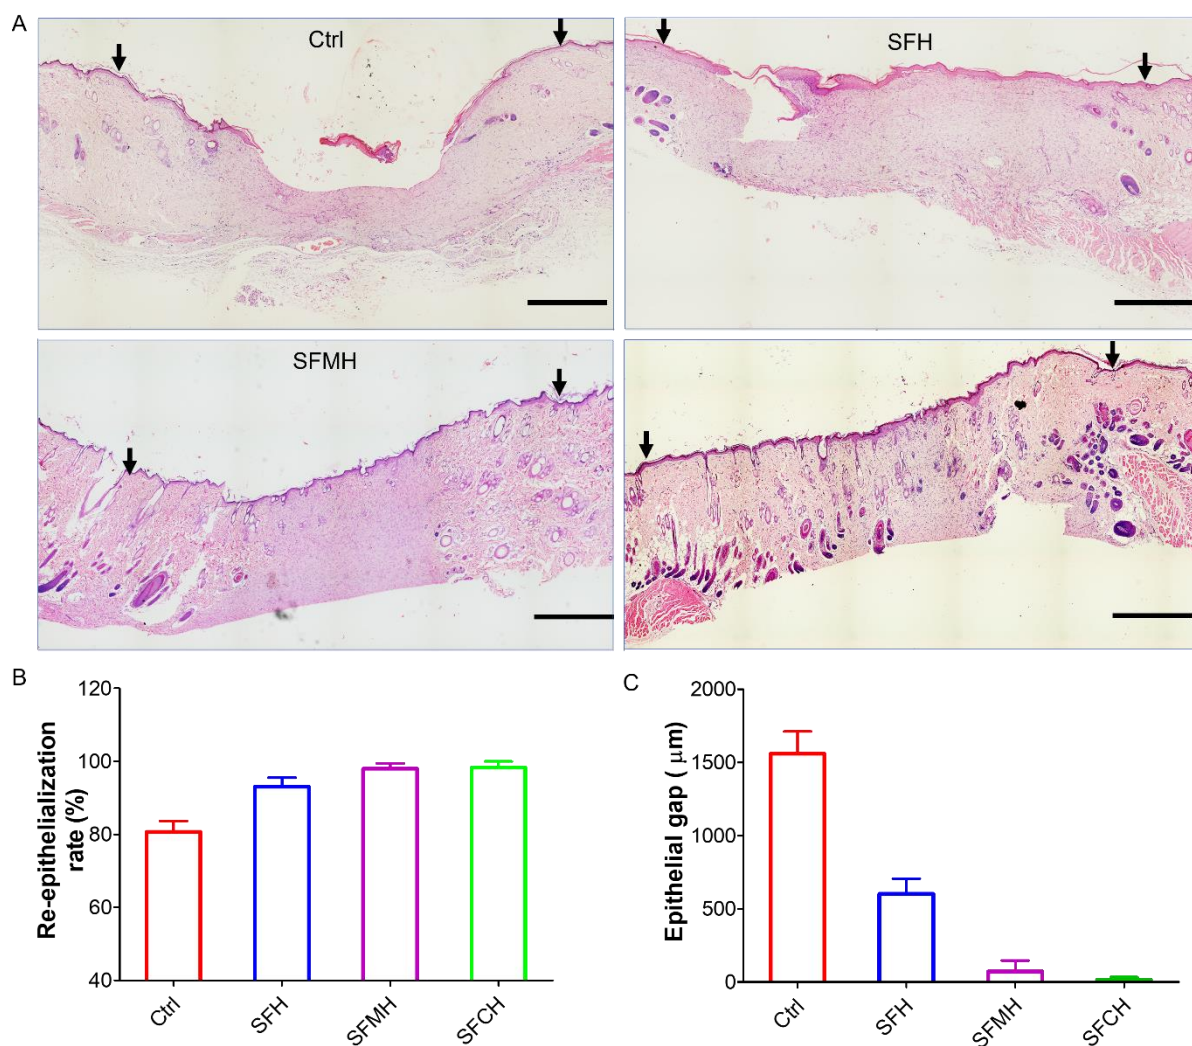 A
Ctrl
SFH
SFMH
B
Re-epithelialization
rate (%)
120
100
80
60
40
Ctrl
SFH
SFMH
SFCH
C
Epithelial gap ( μm)
2000
1500
1000
500
0
Ctrl
SFH
SFMH
SFCH